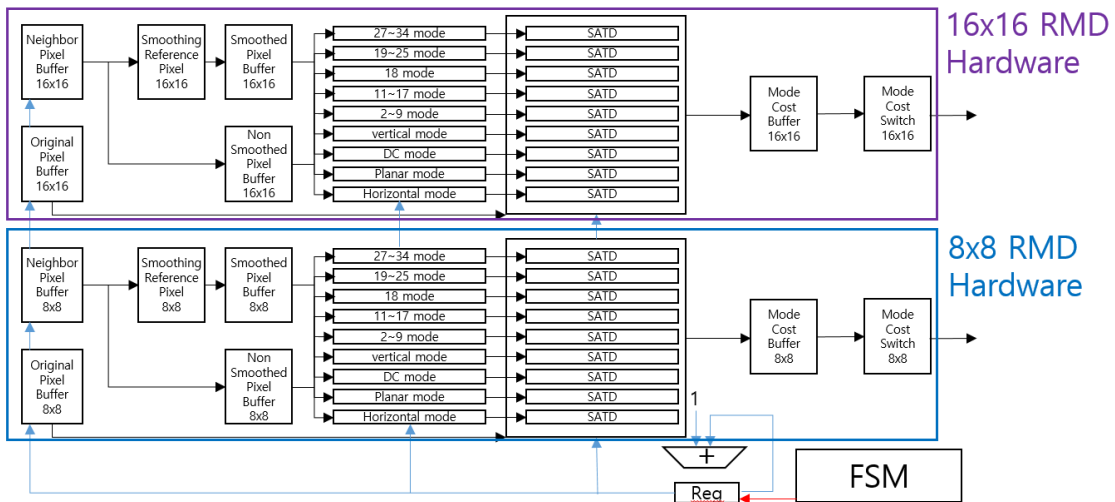 16x16 RMD
Hardware
Neighbor
Pixel
Buffer
16x16
Smoothing
Reference
Pixel
16x16
Smoothed
Pixel
Buffer
16x16
Original
Pixel
Buffer
16x16
Non
Smoothed
Pixel
Buffer
16x16
27~34 mode
SATD
19~25 mode
SATD
18 mode
SATD
11~17 mode
SATD
2~9 mode
SATD
vertical mode
SATD
DC mode
SATD
Planar mode
SATD
Horizontal mode
SATD
Mode
Cost
Buffer
16x16
Mode
Cost
Switch
16x16
8x8 RMD
Hardware
Neighbor
Pixel
Buffer
8x8
Smoothing
Reference
Pixel
8x8
Smoothed
Pixel
Buffer
8x8
Original
Pixel
Buffer
8x8
Non
Smoothed
Pixel
Buffer
8x8
27~34 mode
SATD
19~25 mode
SATD
18 mode
SATD
11~17 mode
SATD
2~9 mode
SATD
vertical mode
SATD
DC mode
SATD
Planar mode
SATD
Horizontal mode
SATD
Mode
Cost
Buffer
8x8
Mode
Cost
Switch
8x8
1
+
Reg
FSM